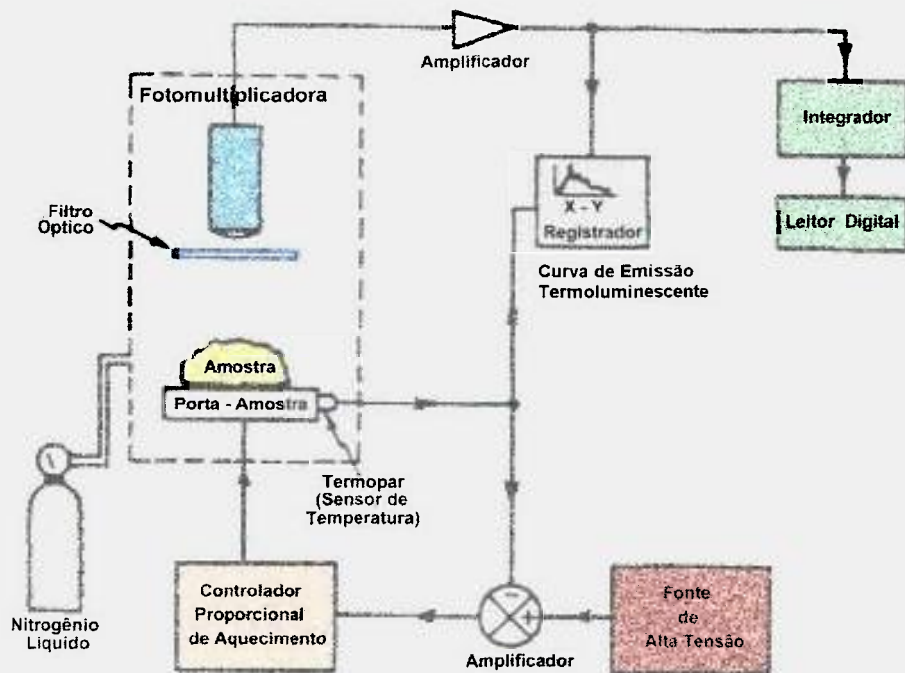 Amplificador
Fotomultiplicadora
Integrador
Filtro
Optico
X - Y
Registrador
Leitor Digital
Curva de Emissão
Termoluminescente
Amostra
Porta - Amostra
Termopar
(Sensor de
Temperatura)
Controlador
Proporcional
de Aquecimento
Fonte
de
Alta Tensão
Nitrogênio
Liquido
Amplificador